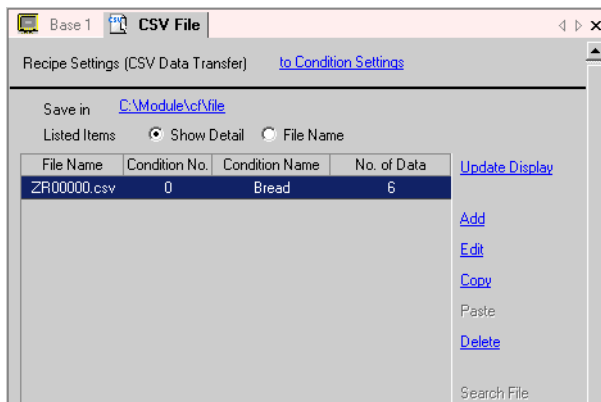 Base 1 CSV File
Recipe Settings (CSV Data Transfer) to Condition Settings
Save in C:\Module\cf\file
Listed Items Show Detail File Name
File Name Condition No. Condition Name No. of Data
ZR00000.csv 0 Bread 6
Update Display
Add
Edit
Copy
Paste
Delete
Search File